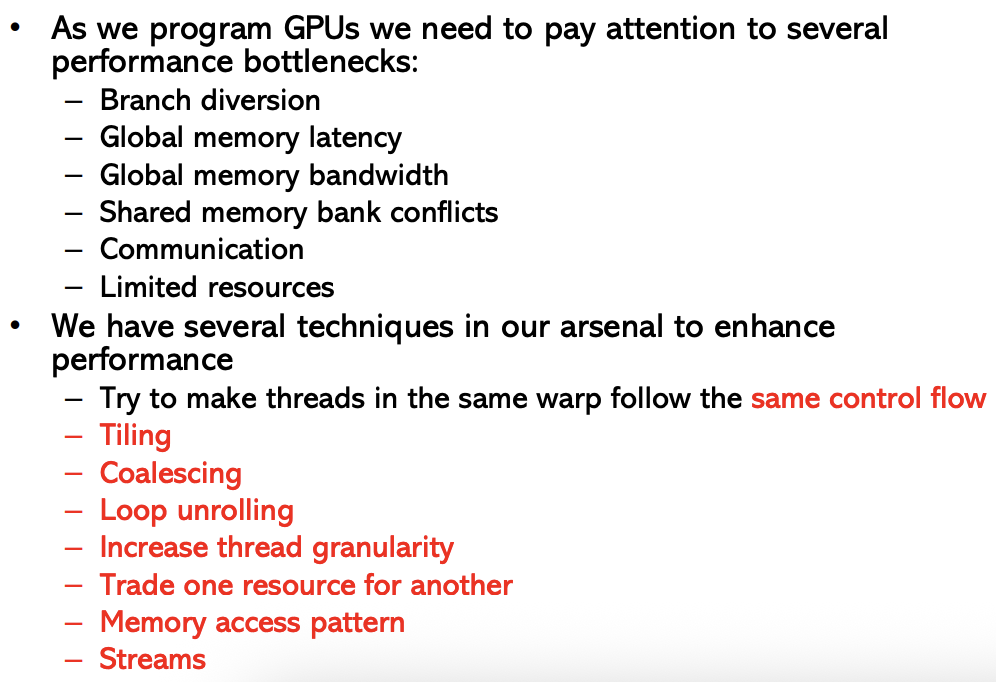 • As we program GPUs we need to pay attention to several
performance bottlenecks:
– Branch diversion
– Global memory latency
– Global memory bandwidth
– Shared memory bank conflicts
– Communication
– Limited resources
• We have several techniques in our arsenal to enhance
performance
– Try to make threads in the same warp follow the same control flow
– Tiling
– Coalescing
– Loop unrolling
– Increase thread granularity
– Trade one resource for another
– Memory access pattern
– Streams